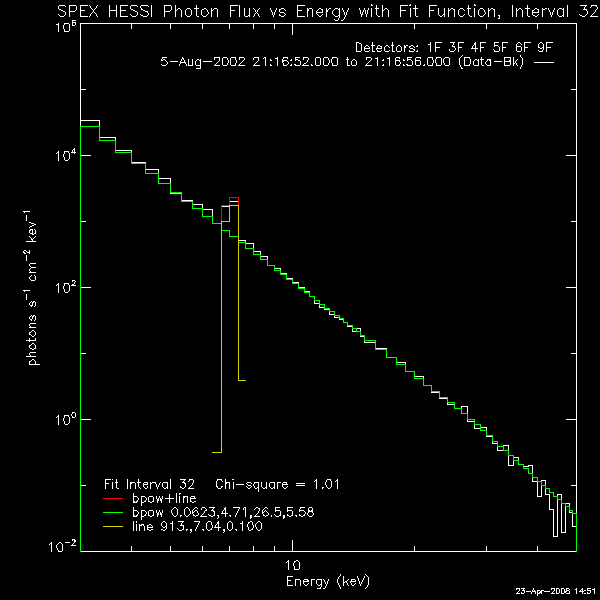 SPEX HESSI Photon Flux vs Energy with Fit Function, Interval 32
Detectors: 1F 3F 4F 5F 6F 9F
5-Aug-2002 21:16:52.000 to 21:16:56.000 (Data-Bk)
10⁶
10⁴
10²
10⁰
10⁻²
photons s⁻¹ cm⁻² keV⁻¹
Fit Interval 32 Chi-square = 1.01
bpow+line
bpow 0.0623,4.71,26.5,5.58
line 913.,7.04,0.100
10
Energy (keV)
23-Apr-2008 14:51